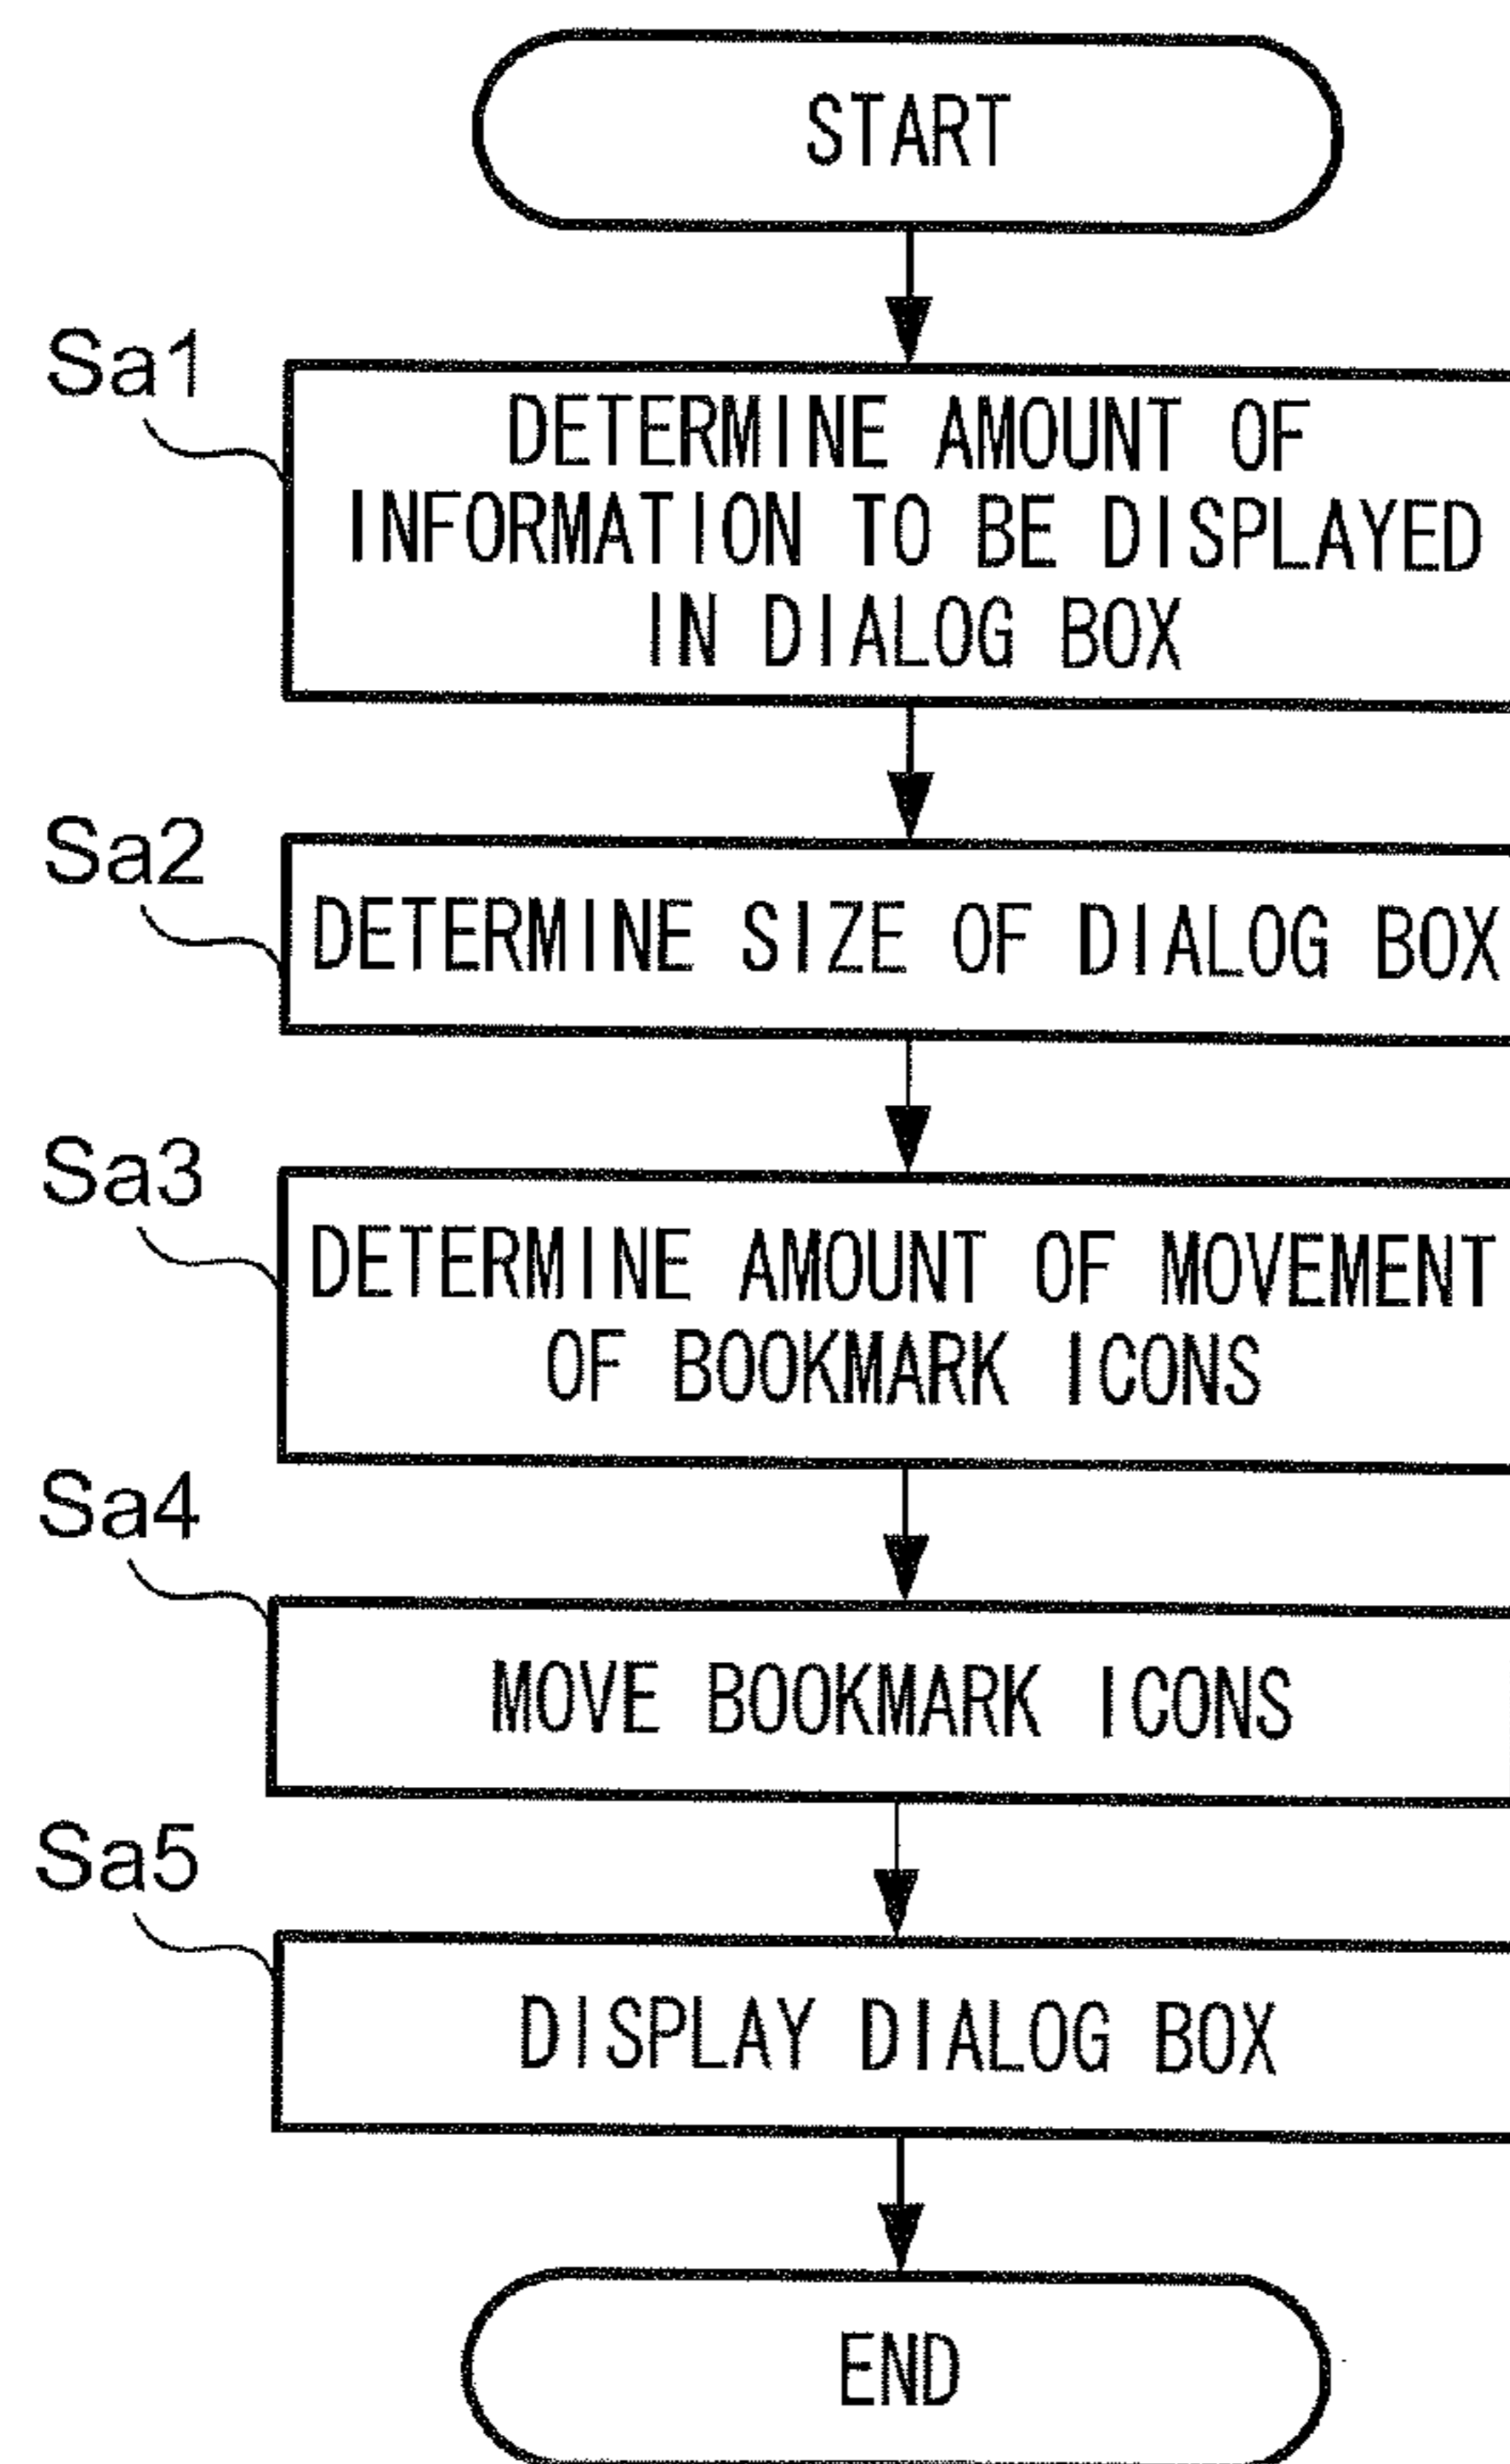 START
Sa1
DETERMINE AMOUNT OF
INFORMATION TO BE DISPLAYED
IN DIALOG BOX
Sa2
DETERMINE SIZE OF DIALOG BOX
Sa3
DETERMINE AMOUNT OF MOVEMENT
OF BOOKMARK ICONS
Sa4
MOVE BOOKMARK ICONS
Sa5
DISPLAY DIALOG BOX
END